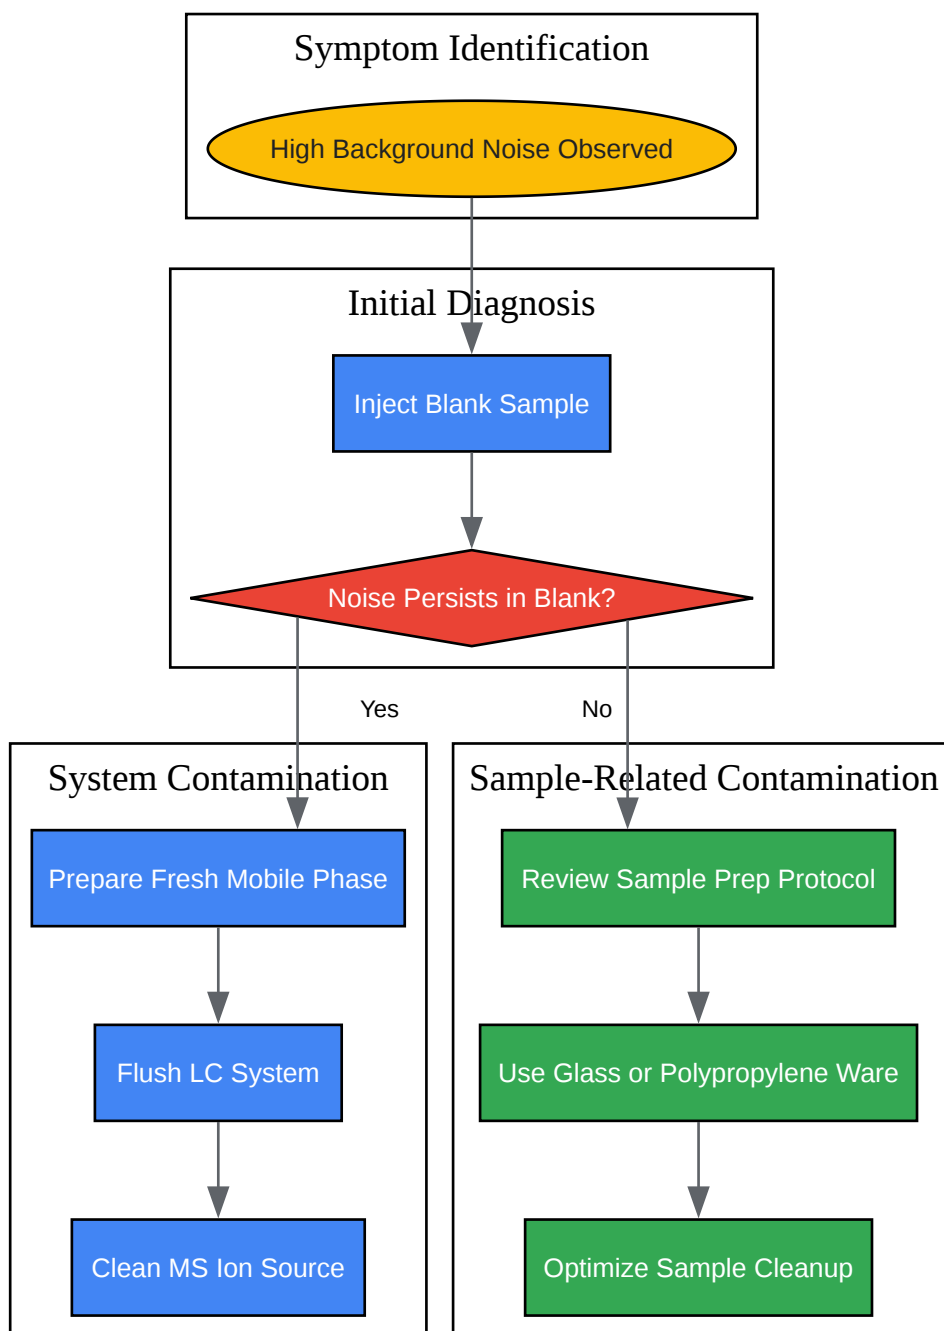 Symptom Identification
High Background Noise Observed
Initial Diagnosis
Inject Blank Sample
Noise Persists in Blank?
Yes
No
System Contamination
Prepare Fresh Mobile Phase
Flush LC System
Clean MS Ion Source
Sample-Related Contamination
Review Sample Prep Protocol
Use Glass or Polypropylene Ware
Optimize Sample Cleanup